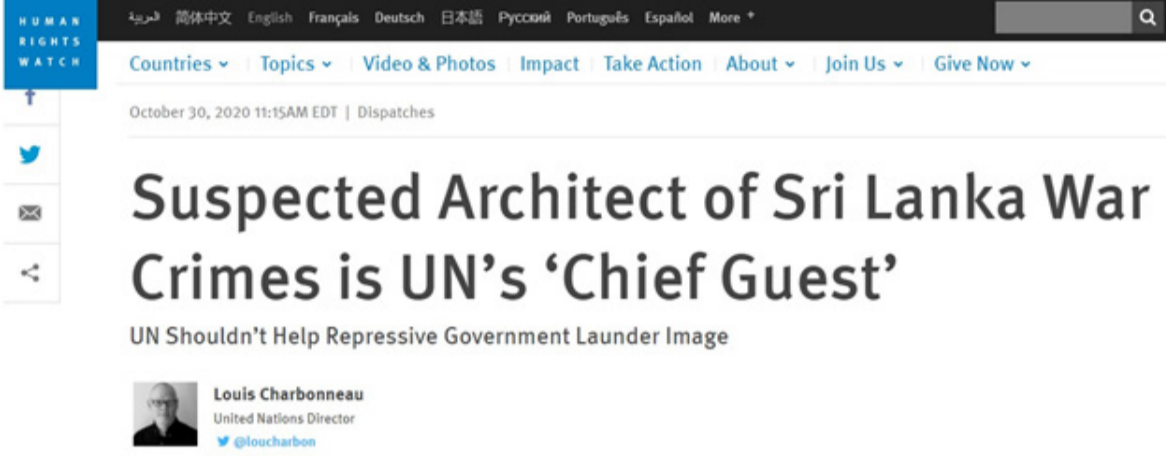 HUMAN
RIGHTS
WATCH
العربية 简体中文 English Français Deutsch 日本語 Русский Português Español More +
Countries Topics Video & Photos Impact Take Action About Join Us Give Now
October 30, 2020 11:15AM EDT | Dispatches
Suspected Architect of Sri Lanka War
Crimes is UN’s ‘Chief Guest’
UN Shouldn’t Help Repressive Government Launder Image
Louis Charbonneau
United Nations Director
@loucharbon